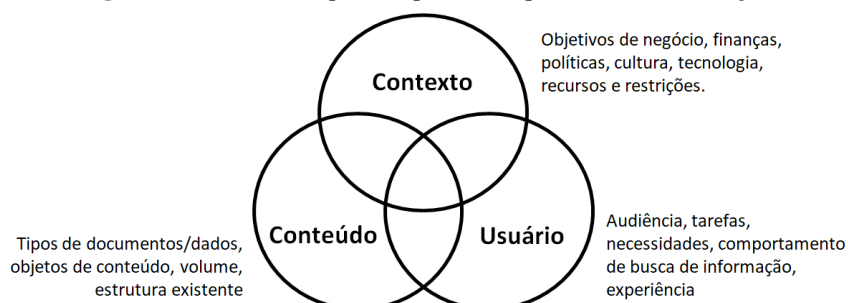 Contexto
Objetivos de negócio, finanças,
políticas, cultura, tecnologia,
recursos e restrições.
Conteúdo
Tipos de documentos/dados,
objetos de conteúdo, volume,
estrutura existente
Usuário
Audiência, tarefas,
necessidades, comportamento
de busca de informação,
experiência